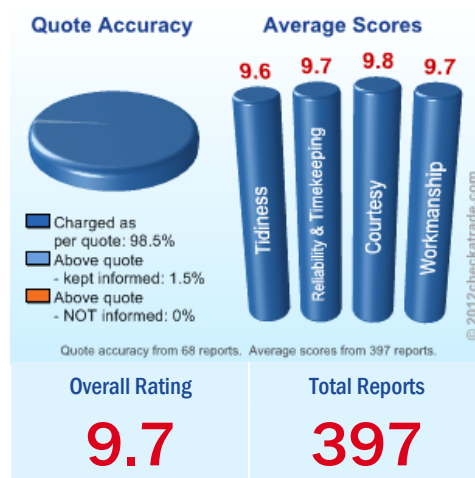 Quote Accuracy
Average Scores
9.6
9.7
9.8
9.7
Tidiness
Reliability & Timekeeping
Courtesy
Workmanship
Charged as
per quote: 98.5%
Above quote
- kept informed: 1.5%
Above quote
- NOT informed: 0%
© 2012checkatrade.com
Quote accuracy from 68 reports. Average scores from 397 reports.
Overall Rating
Total Reports
9.7
397